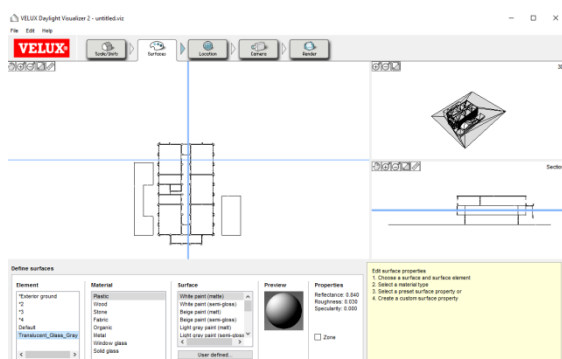 VELUX Daylight Visualizer 2 - untitled.viz
File Edit Help
VELUX
Scale/Units
Surfaces
Location
Camera
Render
3D
Section
Define surfaces
Element
*Exterior ground
*2
*3
*4
Default
Translucent_Glass_Gray
Material
Plastic
Wood
Stone
Fabric
Organic
Metal
Window glass
Solid glass
Surface
White paint (matte)
White paint (semi-gloss)
Beige paint (matt)
Beige paint (semi-gloss)
Light gray paint (matt)
Light gray paint (semi-gloss)
User defined...
Preview
Properties
Reflectance: 0.840
Roughness: 0.030
Specularity: 0.000
Zone
Edit surface properties
1. Choose a surface and surface element
2. Select a material type
3. Select a preset surface property or
4. Create a custom surface property